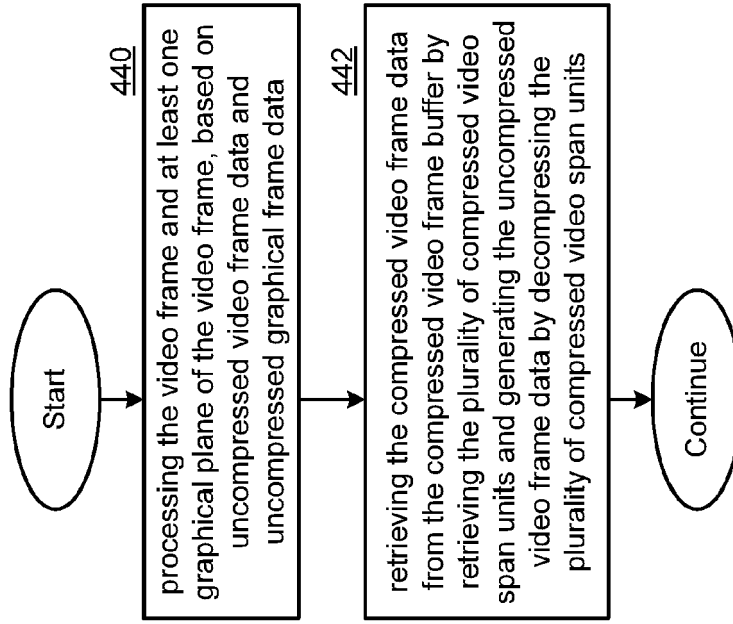 Start
440
processing the video frame and at least one
graphical plane of the video frame, based on
uncompressed video frame data and
uncompressed graphical frame data
442
retrieving the compressed video frame data
from the compressed video frame buffer by
retrieving the plurality of compressed video
span units and generating the uncompressed
video frame data by decompressing the
plurality of compressed video span units
Continue